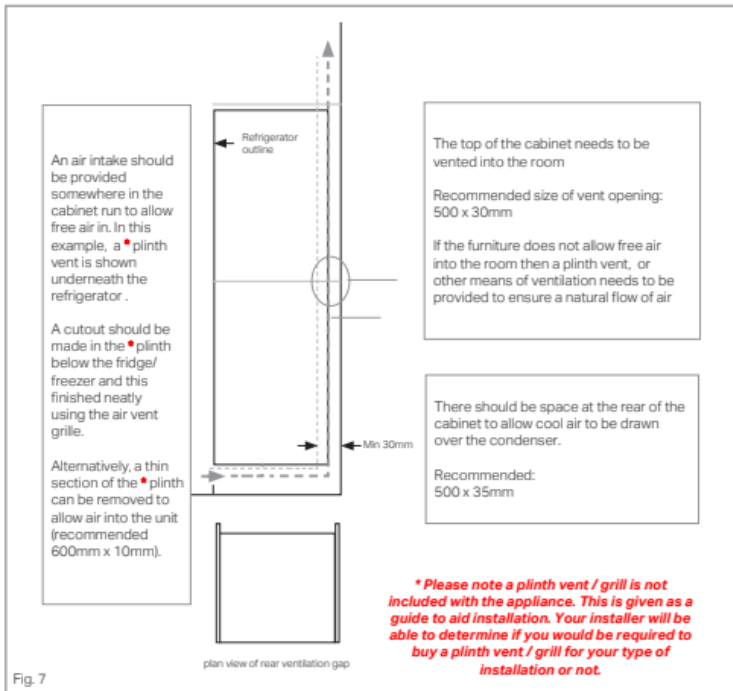 An air intake should
be provided
somewhere in the
cabinet run to allow
free air in. In this
example, a * plinth
vent is shown
underneath the
refrigerator .
A cutout should be
made in the * plinth
below the fridge/
freezer and this
finished neatly
using the air vent
grille.
Alternatively, a thin
section of the * plinth
can be removed to
allow air into the unit
(recommended
600mm x 10mm).
Refrigerator
outline
Min 30mm
plan view of rear ventilation gap
The top of the cabinet needs to be
vented into the room
Recommended size of vent opening:
500 x 30mm
If the furniture does not allow free air
into the room then a plinth vent, or
other means of ventilation needs to be
provided to ensure a natural flow of air
There should be space at the rear of the
cabinet to allow cool air to be drawn
over the condenser.
Recommended:
500 x 35mm
* Please note a plinth vent / grill is not
included with the appliance. This is given as a
guide to aid installation. Your installer will be
able to determine if you would be required to
buy a plinth vent / grill for your type of
installation or not.
Fig. 7